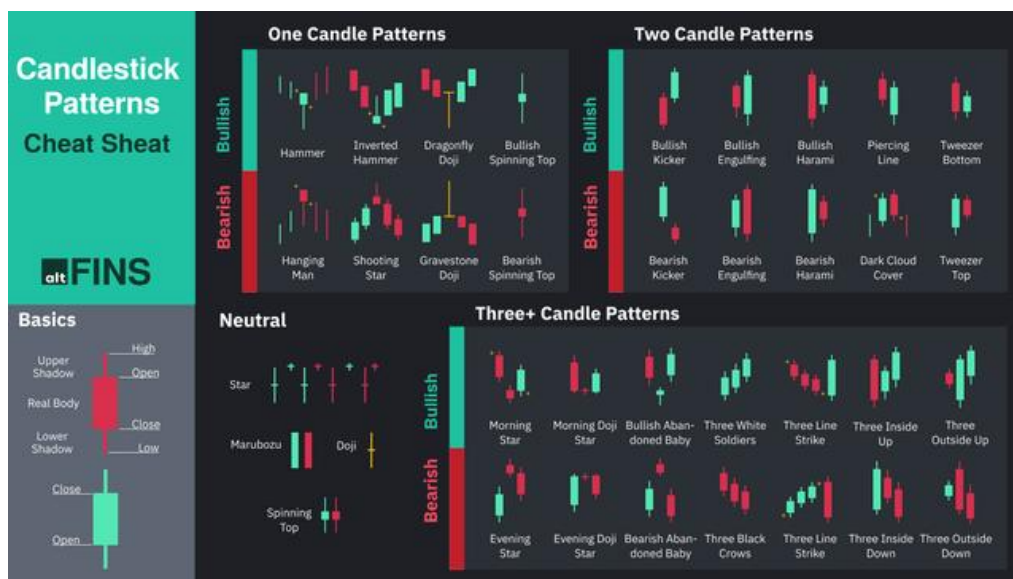 Candlestick
Patterns
Cheat Sheat
alt FINS
One Candle Patterns
Bullish
Hammer
Inverted
Hammer
Dragonfly
Doji
Bullish
Spinning Top
Bearish
Hanging
Man
Shooting
Star
Gravestone
Doji
Bearish
Spinning Top
Two Candle Patterns
Bullish
Bullish
Kicker
Bullish
Engulfing
Bullish
Harami
Piercing
Line
Tweezer
Bottom
Bearish
Bearish
Kicker
Bearish
Engulfing
Bearish
Harami
Dark Cloud
Cover
Tweezer
Top
Basics
High
Upper
Shadow
Open
Real Body
Close
Lower
Shadow
Low
Close
Open
Neutral
Star
Marubozu
Doji
Spinning
Top
Three+ Candle Patterns
Bullish
Morning
Star
Morning Doji
Star
Bullish Aban-
doned Baby
Three White
Soldiers
Three Line
Strike
Three Inside
Up
Three
Outside Up
Bearish
Evening
Star
Evening Doji
Star
Bearish Aban-
doned Baby
Three Black
Crows
Three Line
Strike
Three Inside
Down
Three Outside
Down